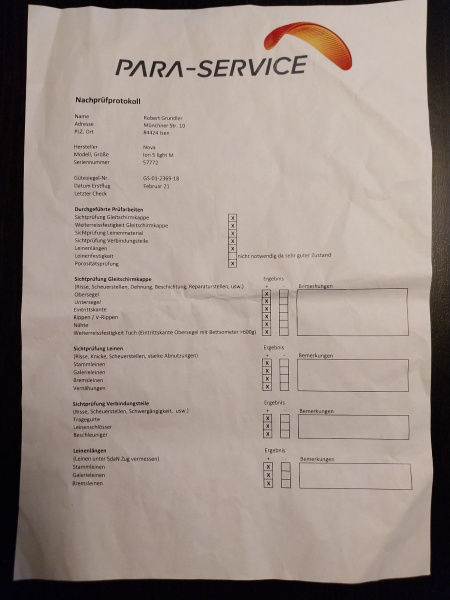 PARA-SERVICE
Nachprüfprotokoll
Name Robert Grundler
Adresse Münchner Str. 10
PLZ, Ort 84424 Isen
Hersteller Nova
Modell, Größe Ion 5 light M
Seriennummer 57772
Gütesiegel-Nr. GS-03-2369-18
Datum Erstflug Februar 21
Letzter Check
Durchgeführte Prüfarbeiten
Sichtprüfung Gleitschirmkappe X
Weiterreissfestigkeit Gleitschirmkappe X
Sichtprüfung Leinenmaterial X
Sichtprüfung Verbindungsteile X
Leinenlängen X
Leinenfestigkeit nicht notwendig da sehr guter Zustand
Porositätsprüfung X
Sichtprüfung Gleitschirmkappe Ergebnis
(Risse, Scheuerstellen, Dehnung, Beschichtung, Reparaturstellen, usw.) + - Bemerkungen
Obersegel X
Untersegel X
Eintrittskante X
Rippen / V-Rippen X
Nähte X
Weiterreissfestigkeit Tuch (Eintrittskante Obersegel mit Bettsometer >600g) X
Sichtprüfung Leinen Ergebnis
(Risse, Knicke, Scheuerstellen, starke Abnutzungen) + - Bemerkungen
Stammleinen X
Galerieleinen X
Bremsleinen X
Vernähungen X
Sichtprüfung Verbindungsteile Ergebnis
(Risse, Scheuerstellen, Schwergängigkeit, usw.) + - Bemerkungen
Tragegurte X
Leinenschlösser X
Beschleuniger X
Leinenlängen Ergebnis
(Leinen unter 5daN Zug vermessen) + - Bemerkungen
Stammleinen X
Galerieleinen X
Bremsleinen X